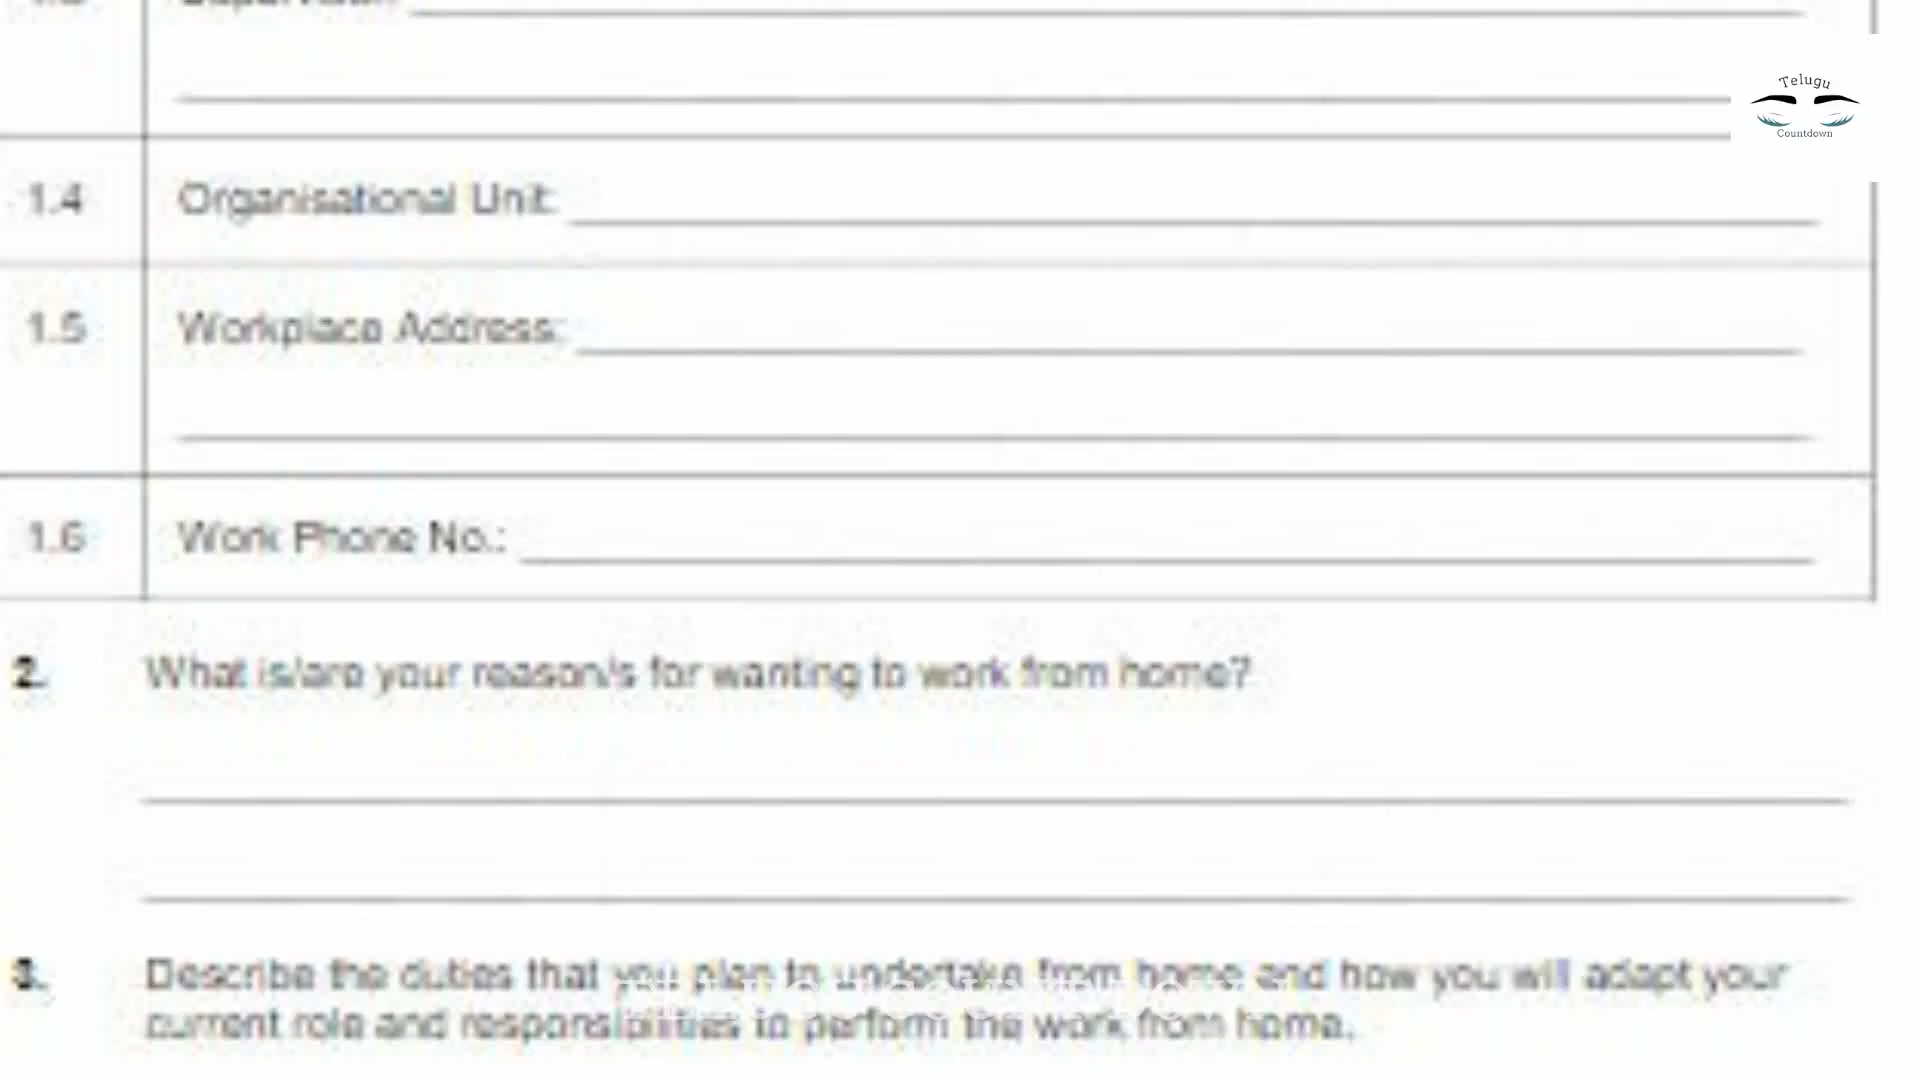 Telugu
Countdown
1.4 Organisational Unit:
1.5 Workplace Address:
1.6 Work Phone No.:
2. What is/are your reason/s for wanting to work from home?
3. Describe the duties that you plan to undertake from home and how you will adapt your
current role and responsibilities to perform the work from home.